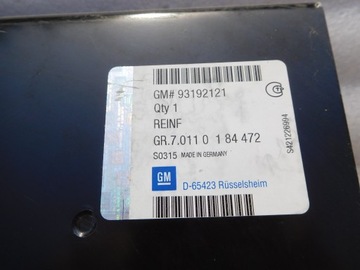 GM# 93192121
Qty 1
REINF
GR.7.011 0 1 84 472
S0315 MADE IN GERMANY
GM
D-65423 Rüsselsheim
S421226994